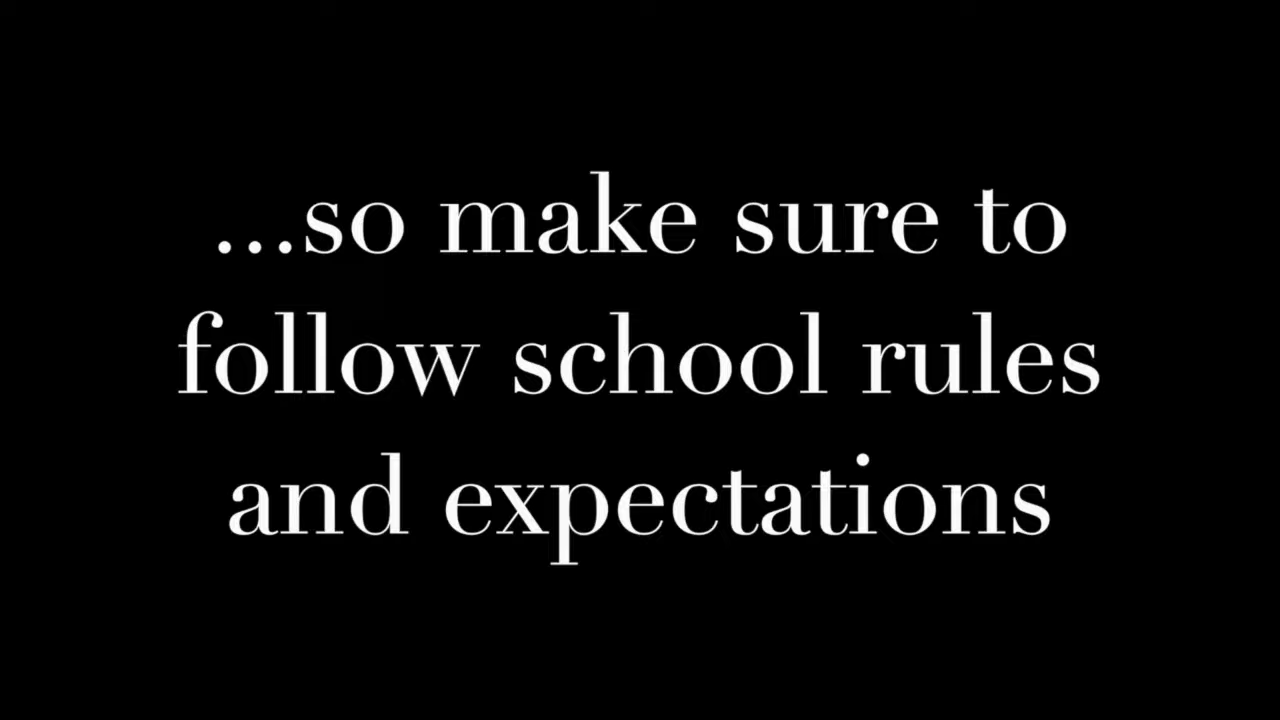 ...so make sure to
follow school rules
and expectations